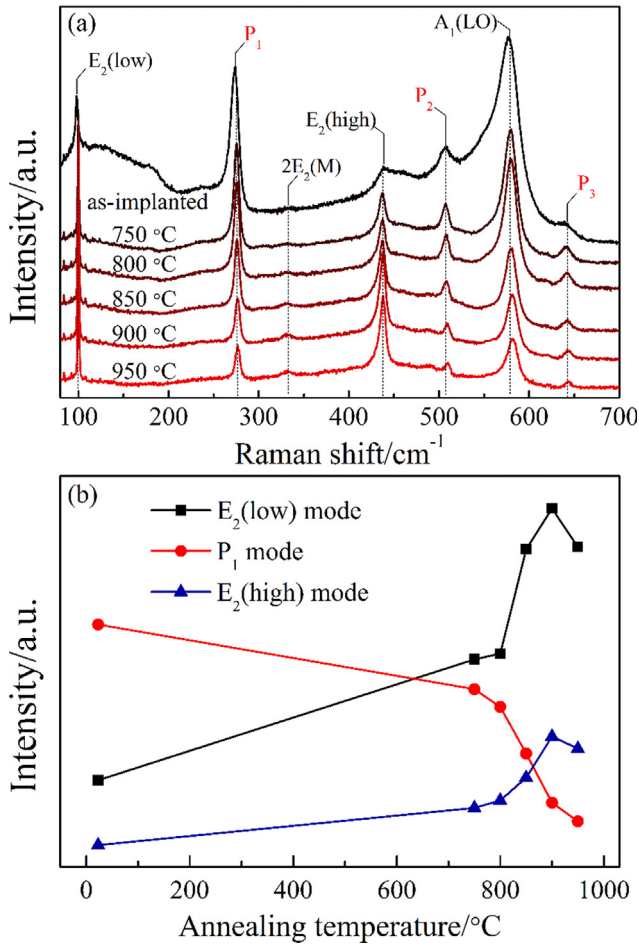 (a)
A₁(LO)
E₂(low)
P₁
P₂
E₂(high)
2E₂(M)
P₃
as-implanted
750 °C
800 °C
850 °C
900 °C
950 °C
Intensity/a.u.
100 200 300 400 500 600 700
Raman shift/cm⁻¹
(b)
E₂(low) mode
P₁ mode
E₂(high) mode
Intensity/a.u.
0 200 400 600 800 1000
Annealing temperature/°C